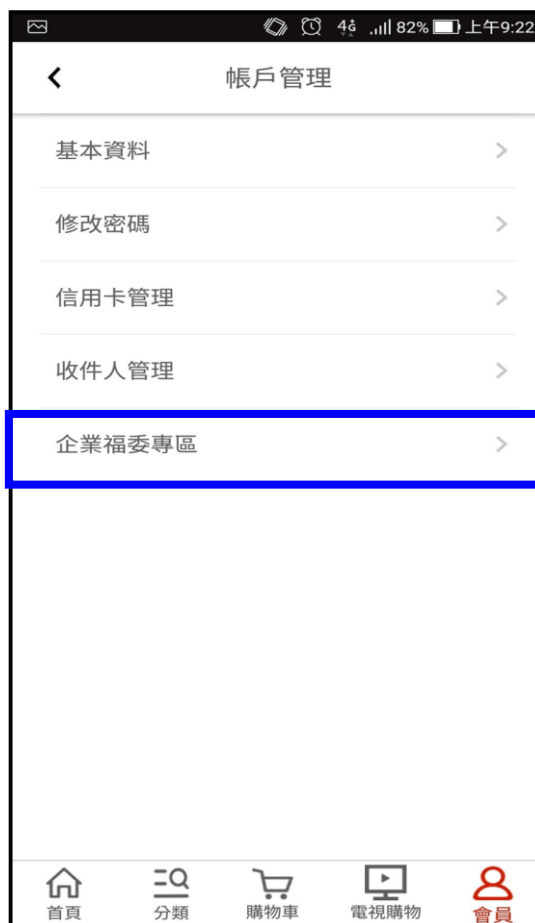 4G 82% 上午9:22
帳戶管理
基本資料
修改密碼
信用卡管理
收件人管理
企業福委專區
首頁 分類 購物車 電視購物 會員